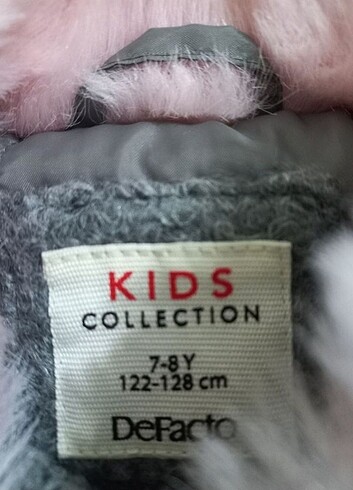 KIDS
COLLECTION
7-8 Y
122-128 cm
DeFacto